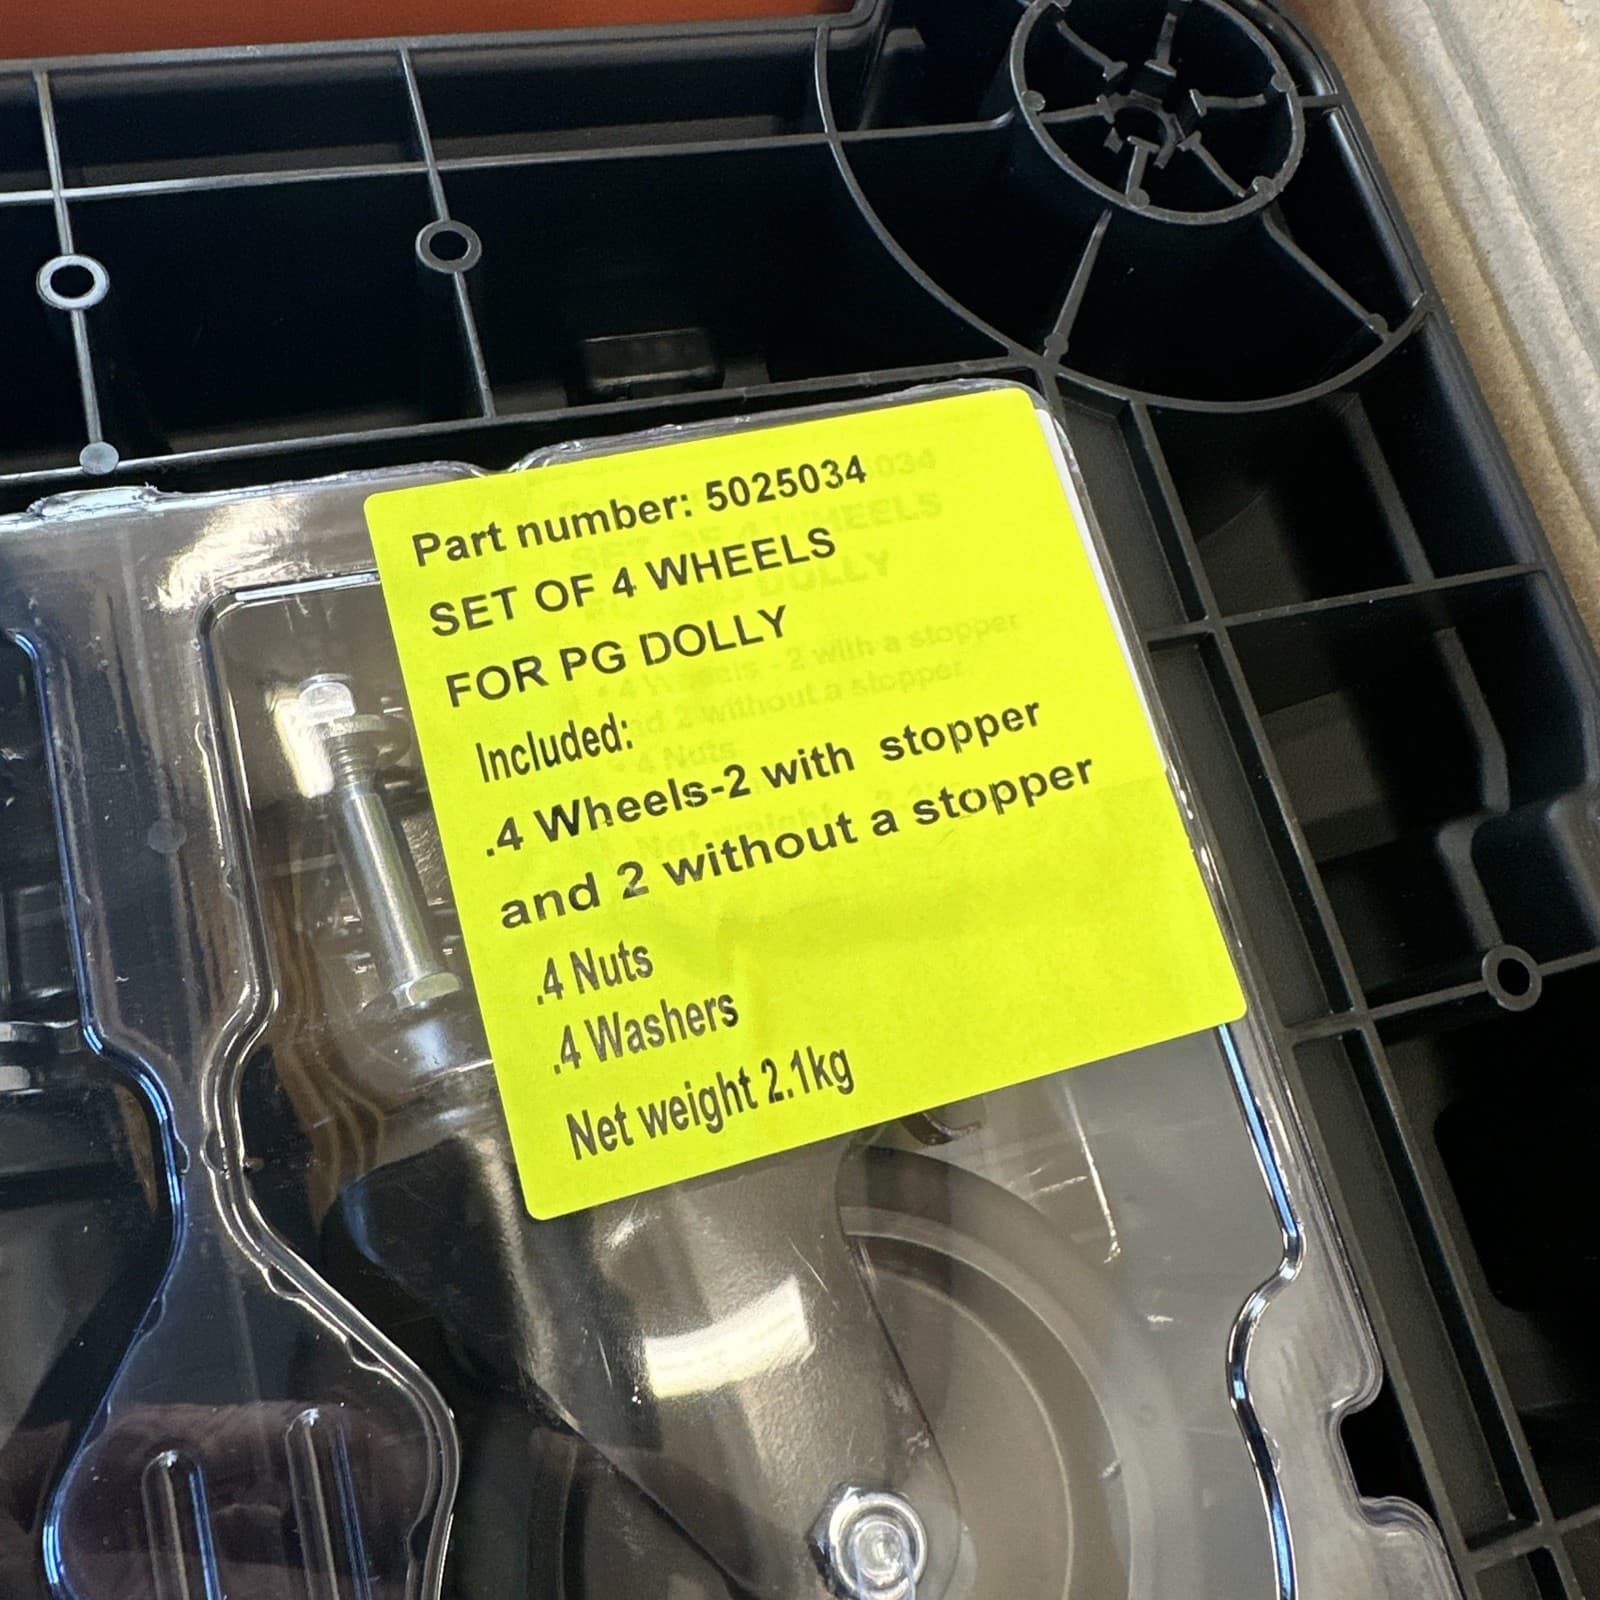 Part number: 5025034
SET OF 4 WHEELS
FOR PG DOLLY
Included:
.4 Wheels-2 with stopper
and 2 without a stopper
.4 Nuts
.4 Washers
Net weight 2.1kg